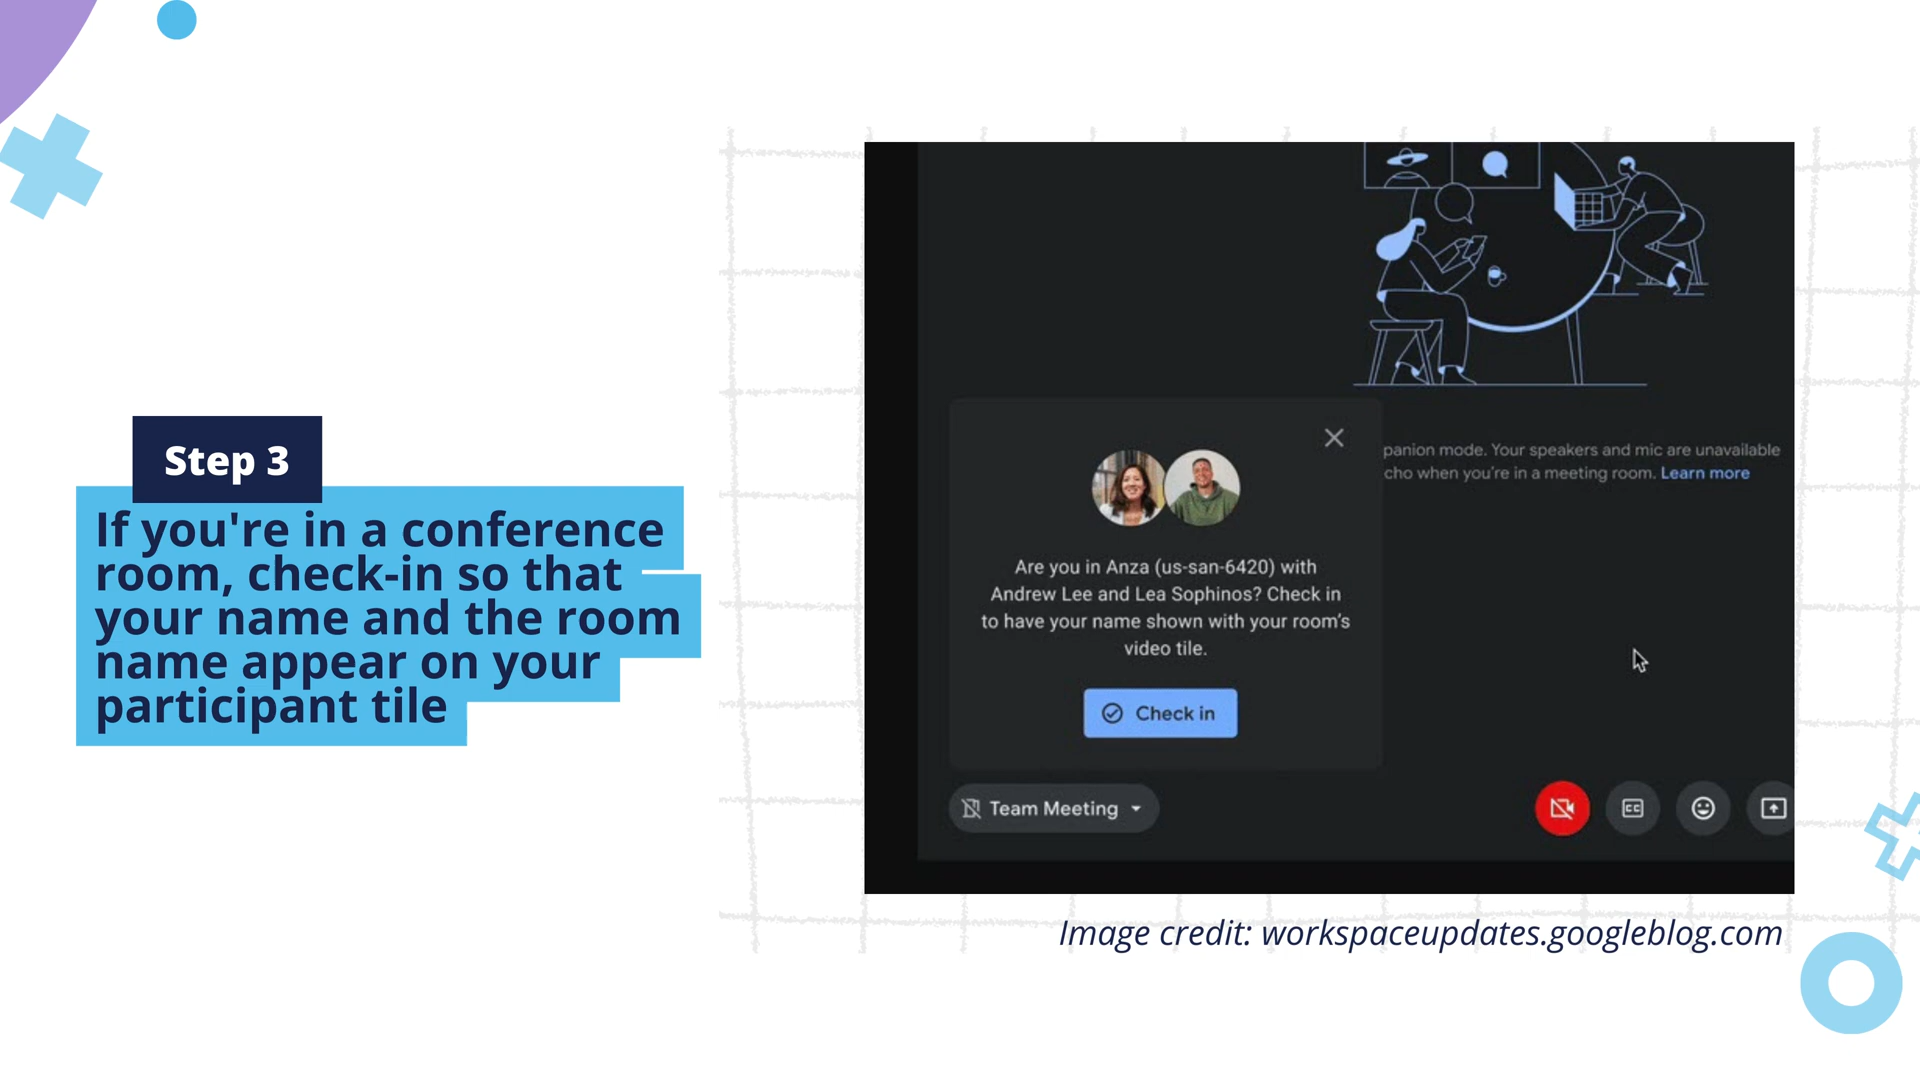 Step 3
If you're in a conference
room, check-in so that
your name and the room
name appear on your
participant tile
panion mode. Your speakers and mic are unavailable
cho when you're in a meeting room. Learn more
Are you in Anza (us-san-6420) with
Andrew Lee and Lea Sophinos? Check in
to have your name shown with your room's
video tile.
Check in
Team Meeting
CC
Image credit: workspaceupdates.googleblog.com